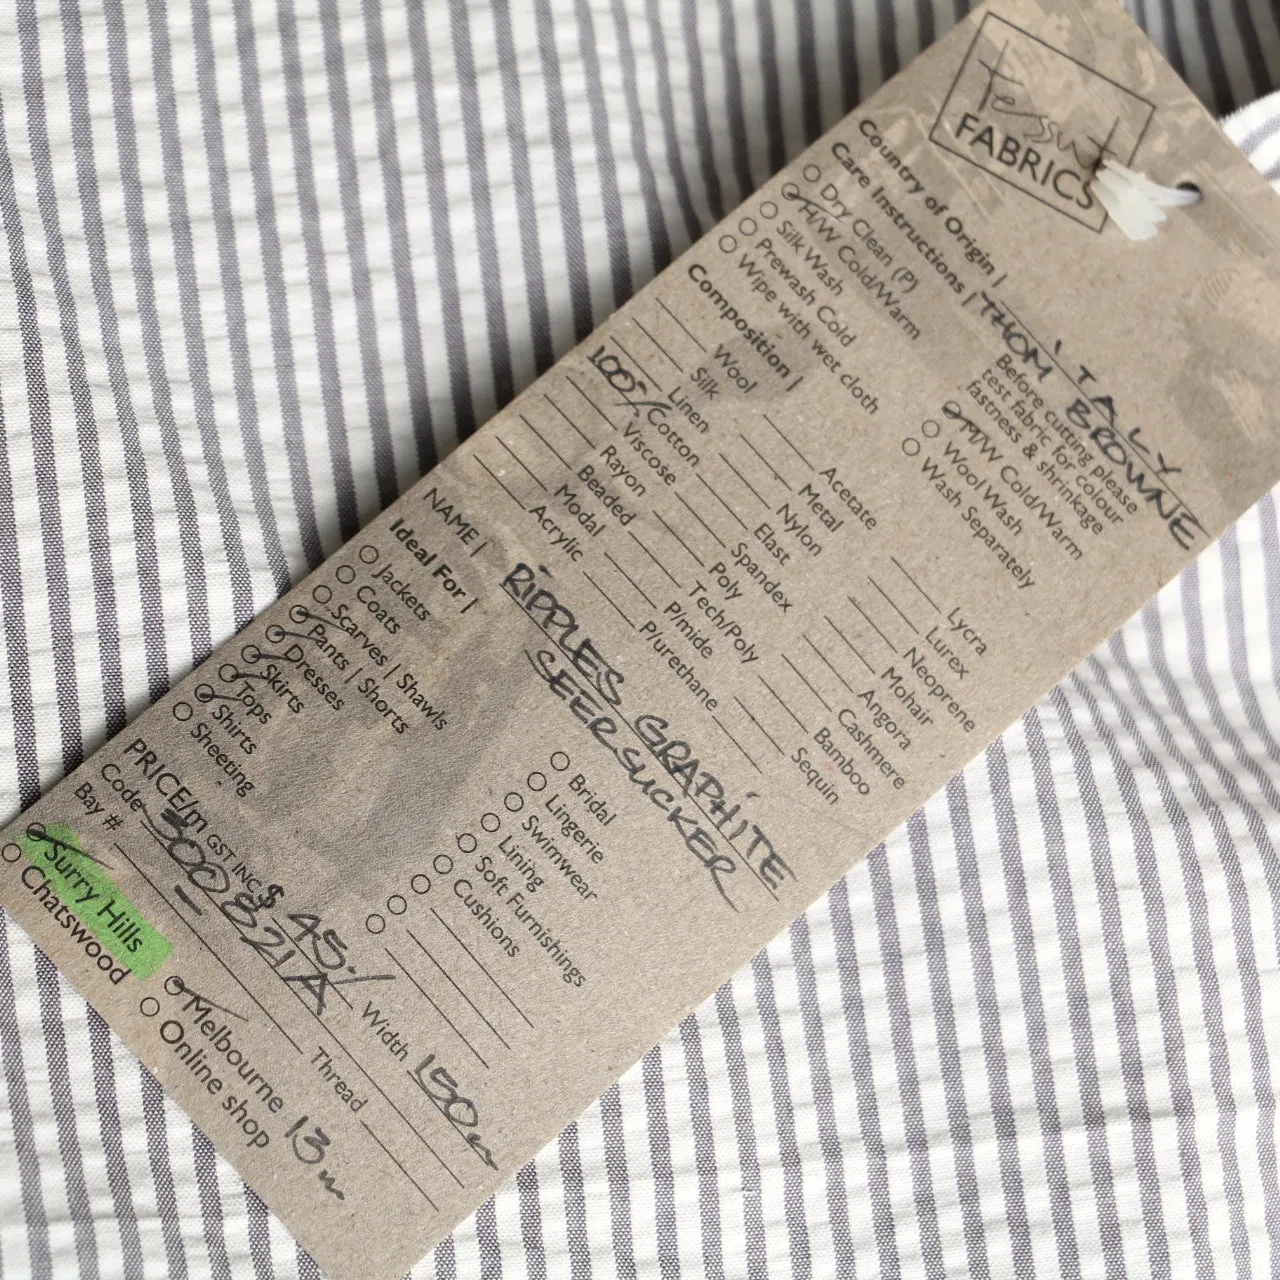 Tessuti
FABRICS
Country of Origin | ITALY
Care Instructions | THOM BROWNE
Dry Clean (P)
H/W Cold/Warm
Silk Wash
Prewash Cold
Wipe with wet cloth
Before cutting please
test fabric for colour
fastness & shrinkage
M/W Cold/Warm
Wool Wash
Wash Separately
Composition |
Wool
Silk
Linen
100% Cotton
Viscose
Rayon
Beaded
Modal
Acrylic
Acetate
Metal
Nylon
Elast
Spandex
Poly
Tech/Poly
P/mide
P/urethane
Lycra
Lurex
Neoprene
Mohair
Angora
Cashmere
Bamboo
Sequin
NAME | RIPPLES GRAPHITE
SEERSUCKER
Ideal For |
Jackets
Coats
Scarves | Shawls
Pants | Shorts
Dresses
Skirts
Tops
Shirts
Sheeting
Bridal
Lingerie
Swimwear
Lining
Soft Furnishings
Cushions
PRICE/m GST INC $ 45./ Width 150
Code 300821A
Bay # Thread
Surry Hills
Chatswood
Melbourne 13m
Online shop